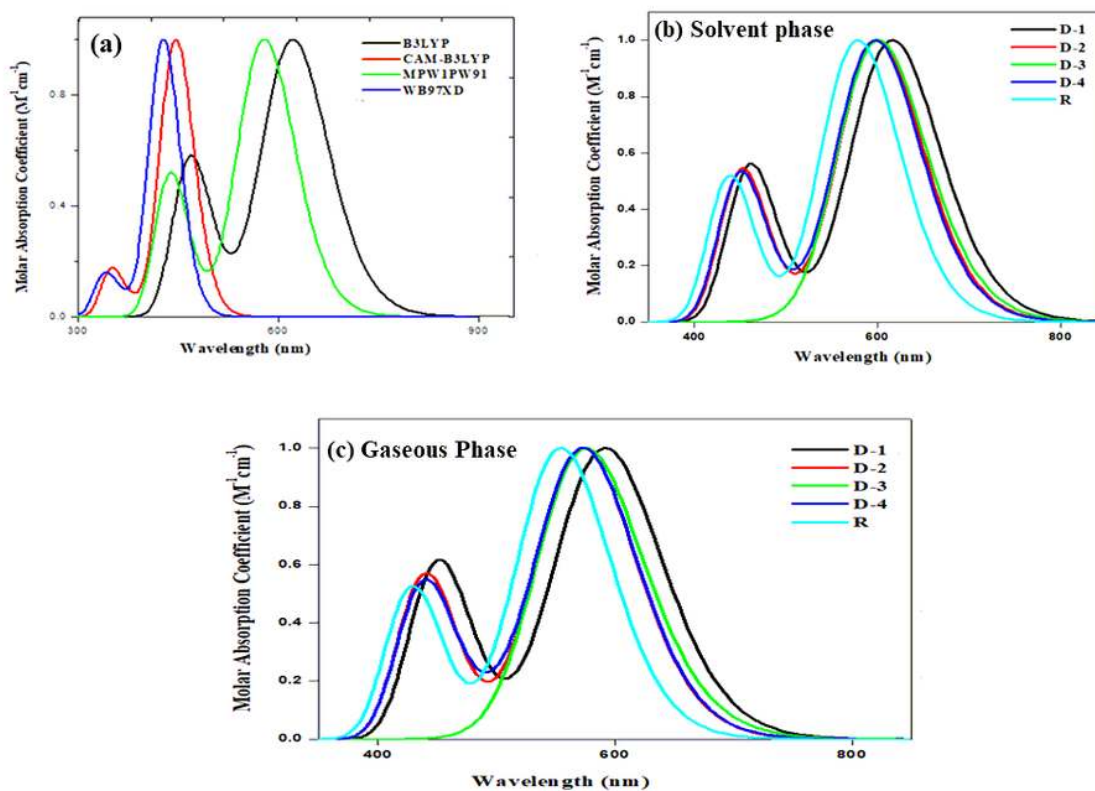 (a)
B3LYP
CAM-B3LYP
MPW1PW91
WB97XD
Molar Absorption Coefficient (M⁻¹cm⁻¹)
0.8
0.4
0.0
300
600
900
Wavelength (nm)
(b) Solvent phase
D-1
D-2
D-3
D-4
R
Molar Absorption Coefficient (M⁻¹cm⁻¹)
1.0
0.8
0.6
0.4
0.2
0.0
400
600
800
Wavelength (nm)
(c) Gaseous Phase
D-1
D-2
D-3
D-4
R
Molar Absorption Coefficient (M⁻¹cm⁻¹)
1.0
0.8
0.6
0.4
0.2
0.0
400
600
800
Wavelength (nm)